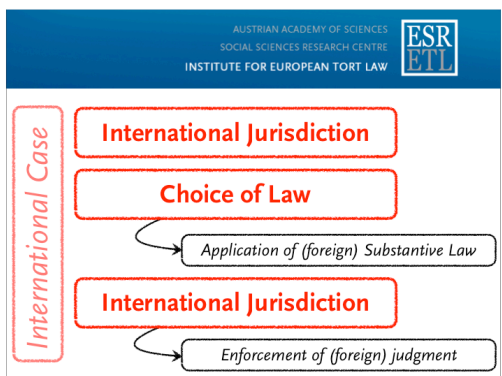 AUSTRIAN ACADEMY OF SCIENCES
SOCIAL SCIENCES RESEARCH CENTRE
INSTITUTE FOR EUROPEAN TORT LAW
ESR
ETL
International Case
International Jurisdiction
Choice of Law
Application of (foreign) Substantive Law
International Jurisdiction
Enforcement of (foreign) judgment